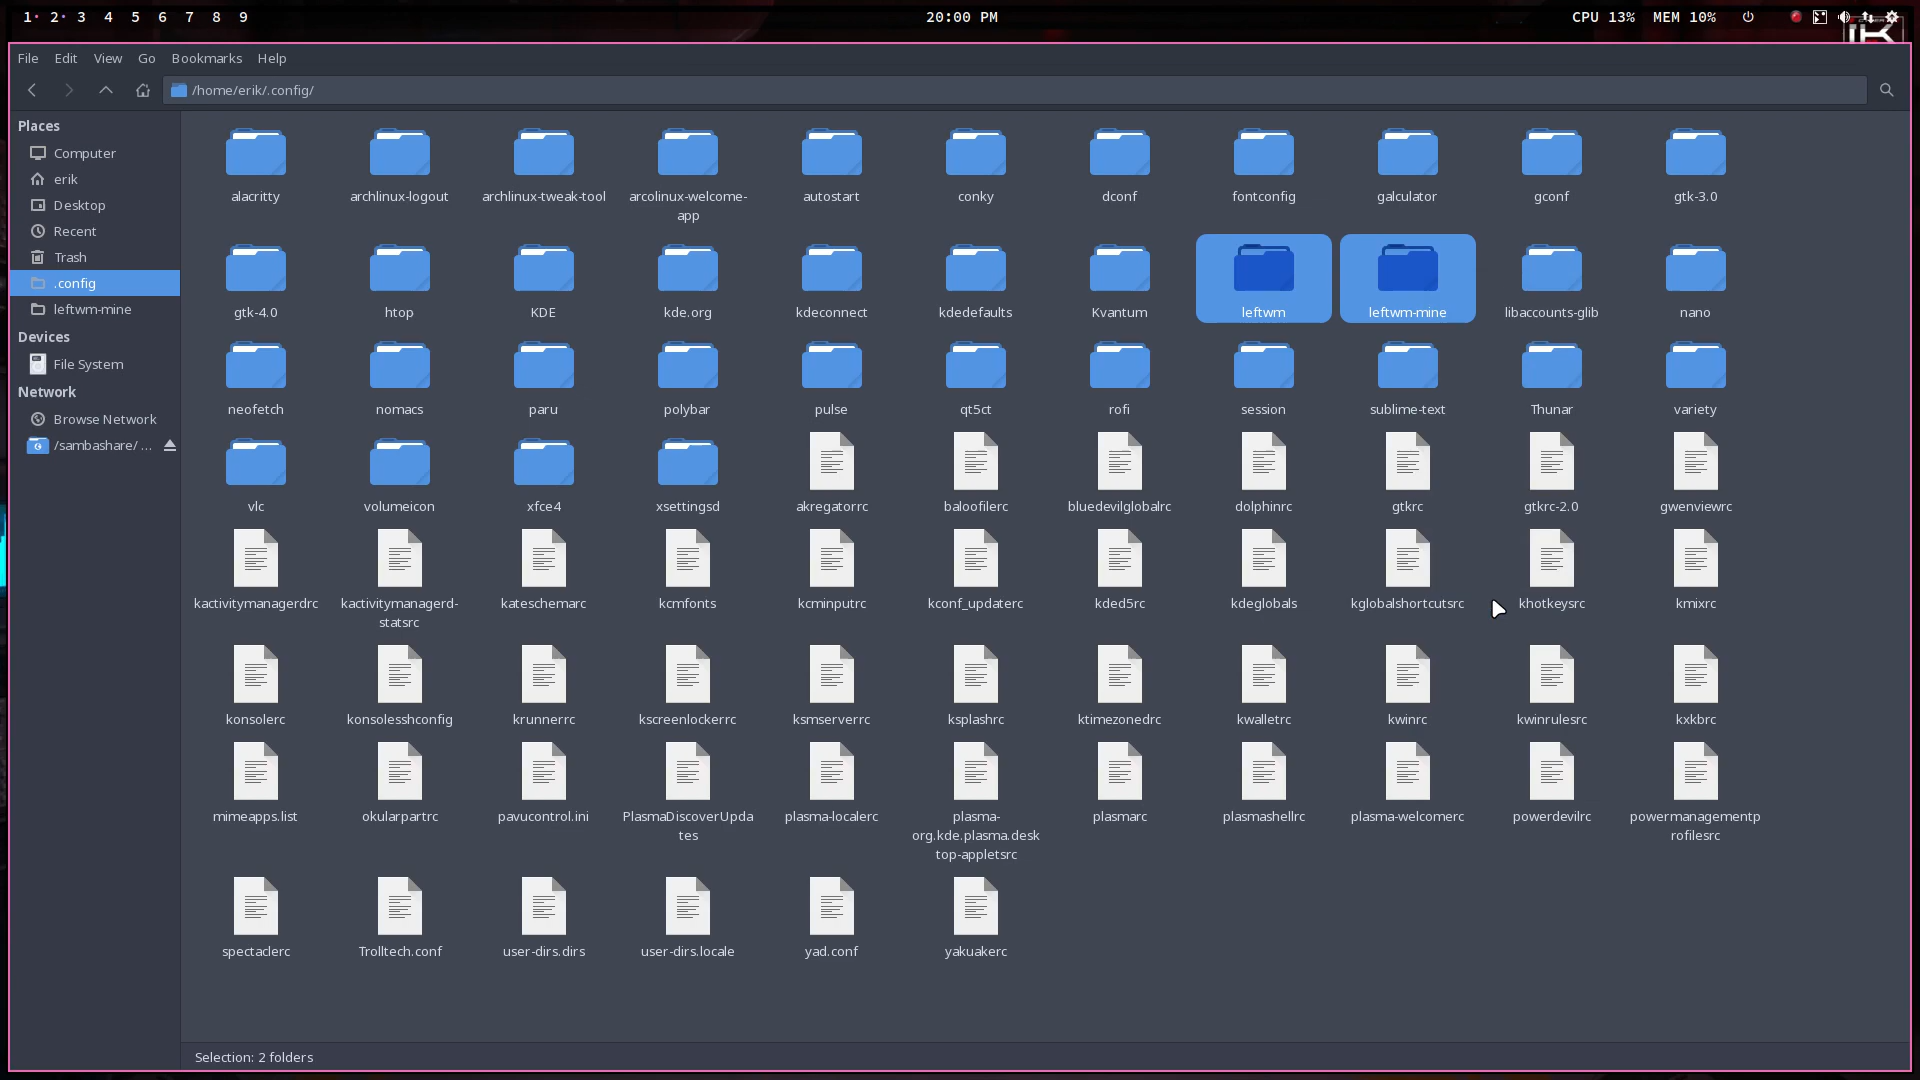 1 2 3 4 5 6 7 8 9 20:00 PM CPU 13% MEM 10%
File Edit View Go Bookmarks Help
/home/erik/.config/
Places
Computer
erik
Desktop
Recent
Trash
.config
leftwm-mine
Devices
File System
Network
Browse Network
/sambashare/ ...
alacritty archlinux-logout archlinux-tweak-tool arcolinux-welcome-
app autostart conky dconf fontconfig galculator gconf gtk-3.0
gtk-4.0 htop KDE kde.org kdeconnect kdedefaults Kvantum leftwm leftwm-mine libaccounts-glib nano
neofetch nomacs paru polybar pulse qt5ct rofi session sublime-text Thunar variety
vlc volumeicon xfce4 xsettingsd akregatorrc baloofilerc bluedevilglobalrc dolphinrc gtkrc gtkrc-2.0 gwenviewrc
kactivitymanagerdrc kactivitymanagerd-
statsrc kateschemarc kcmfonts kcminputrc kconf_updaterc kded5rc kdeglobals kglobalshortcutsrc khotkeysrc kmixrc
konsolerc konsolesshconfig krunnerrc kscreenlockerrc ksmserverrc ksplashrc ktimezonedrc kwalletrc kwinrc kwinrulesrc kxkbrc
mimeapps.list okularpartrc pavucontrol.ini PlasmaDiscoverUpda
tes plasma-localerc plasma-
org.kde.plasma.desk
top-appletsrc plasmarc plasmashellrc plasma-welcomerc powerdevilrc powermanagementp
rofilesrc
spectaclerc Trolltech.conf user-dirs.dirs user-dirs.locale yad.conf yakuakerc
Selection: 2 folders